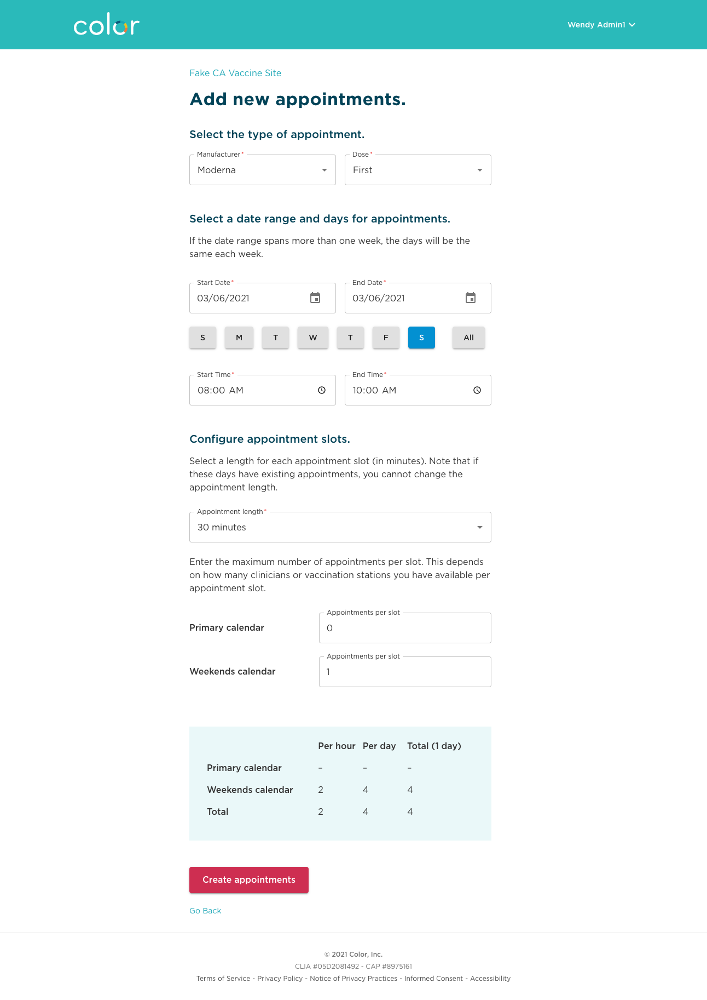 color
Wendy Admin1
Fake CA Vaccine Site
Add new appointments.
Select the type of appointment.
Manufacturer* Dose*
Moderna First
Select a date range and days for appointments.
If the date range spans more than one week, the days will be the
same each week.
Start Date* End Date*
03/06/2021 03/06/2021
S M T W T F S All
Start Time* End Time*
08:00 AM 10:00 AM
Configure appointment slots.
Select a length for each appointment slot (in minutes). Note that if
these days have existing appointments, you cannot change the
appointment length.
Appointment length*
30 minutes
Enter the maximum number of appointments per slot. This depends
on how many clinicians or vaccination stations you have available per
appointment slot.
Appointments per slot
Primary calendar 0
Appointments per slot
Weekends calendar 1
Per hour Per day Total (1 day)
Primary calendar – – –
Weekends calendar 2 4 4
Total 2 4 4
Create appointments
Go Back
© 2021 Color, Inc.
CLIA #05D2081492 - CAP #8975161
Terms of Service - Privacy Policy - Notice of Privacy Practices - Informed Consent - Accessibility